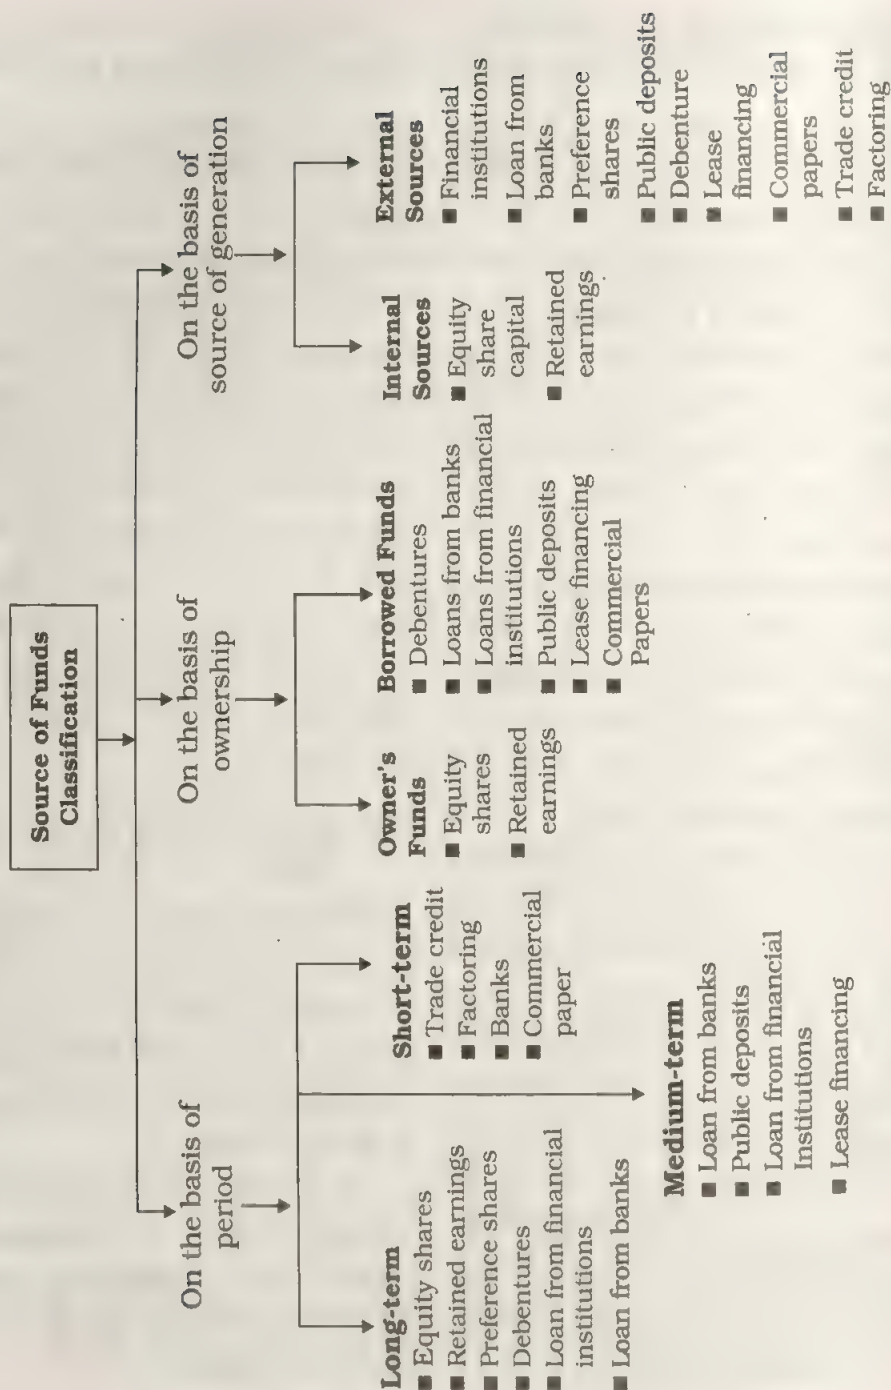 Source of Funds
Classification
On the basis of
period
Long-term
■ Equity shares
■ Retained earnings
■ Preference shares
■ Debentures
■ Loan from financial
institutions
■ Loan from banks
Short-term
■ Trade credit
■ Factoring
■ Banks
■ Commercial
paper
Medium-term
■ Loan from banks
■ Public deposits
■ Loan from financial
Institutions
■ Lease financing
On the basis of
ownership
Owner's
Funds
■ Equity
shares
■ Retained
earnings
Borrowed Funds
■ Debentures
■ Loans from banks
■ Loans from financial
institutions
■ Public deposits
■ Lease financing
■ Commercial
Papers
On the basis of
source of generation
Internal
Sources
■ Equity
share
capital
■ Retained
earnings
External
Sources
■ Financial
institutions
■ Loan from
banks
■ Preference
shares
■ Public deposits
■ Debenture
■ Lease
financing
■ Commercial
papers
■ Trade credit
■ Factoring